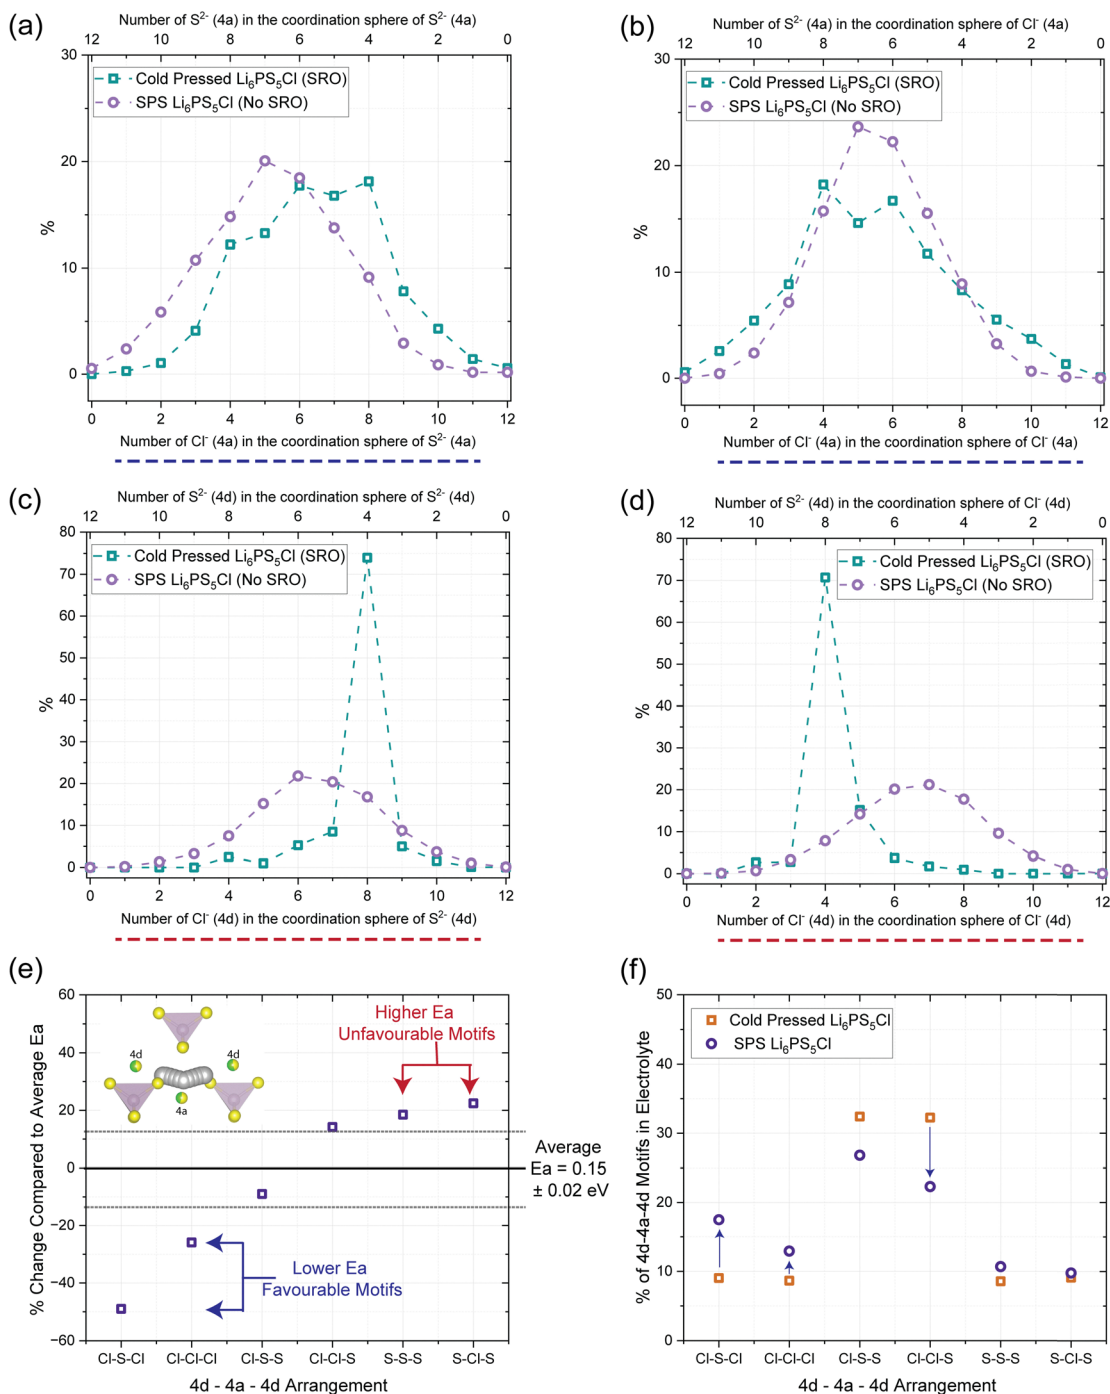 (a)
Number of S²⁻ (4a) in the coordination sphere of S²⁻ (4a)
12 10 8 6 4 2 0
30
20
10
0
%
Cold Pressed Li₆PS₅Cl (SRO)
SPS Li₆PS₅Cl (No SRO)
0 2 4 6 8 10 12
Number of Cl⁻ (4a) in the coordination sphere of S²⁻ (4a)
(b)
Number of S²⁻ (4a) in the coordination sphere of Cl⁻ (4a)
12 10 8 6 4 2 0
30
20
10
0
%
Cold Pressed Li₆PS₅Cl (SRO)
SPS Li₆PS₅Cl (No SRO)
0 2 4 6 8 10 12
Number of Cl⁻ (4a) in the coordination sphere of Cl⁻ (4a)
(c)
Number of S²⁻ (4d) in the coordination sphere of S²⁻ (4d)
12 10 8 6 4 2 0
80
70
60
50
40
30
20
10
0
%
Cold Pressed Li₆PS₅Cl (SRO)
SPS Li₆PS₅Cl (No SRO)
0 2 4 6 8 10 12
Number of Cl⁻ (4d) in the coordination sphere of S²⁻ (4d)
(d)
Number of S²⁻ (4d) in the coordination sphere of Cl⁻ (4d)
12 10 8 6 4 2 0
80
70
60
50
40
30
20
10
0
%
Cold Pressed Li₆PS₅Cl (SRO)
SPS Li₆PS₅Cl (No SRO)
0 2 4 6 8 10 12
Number of Cl⁻ (4d) in the coordination sphere of Cl⁻ (4d)
(e)
% Change Compared to Average Ea
60
40
20
0
−20
−40
−60
4d
4d
4a
Higher Ea
Unfavourable Motifs
Lower Ea
Favourable Motifs
Average
Ea = 0.15
± 0.02 eV
Cl-S-Cl Cl-Cl-Cl Cl-S-S Cl-Cl-S S-S-S S-Cl-S
4d - 4a - 4d Arrangement
(f)
% of 4d-4a-4d Motifs in Electrolyte
50
40
30
20
10
0
Cold Pressed Li₆PS₅Cl
SPS Li₆PS₅Cl
Cl-S-Cl Cl-Cl-Cl Cl-S-S Cl-Cl-S S-S-S S-Cl-S
4d - 4a - 4d Arrangement